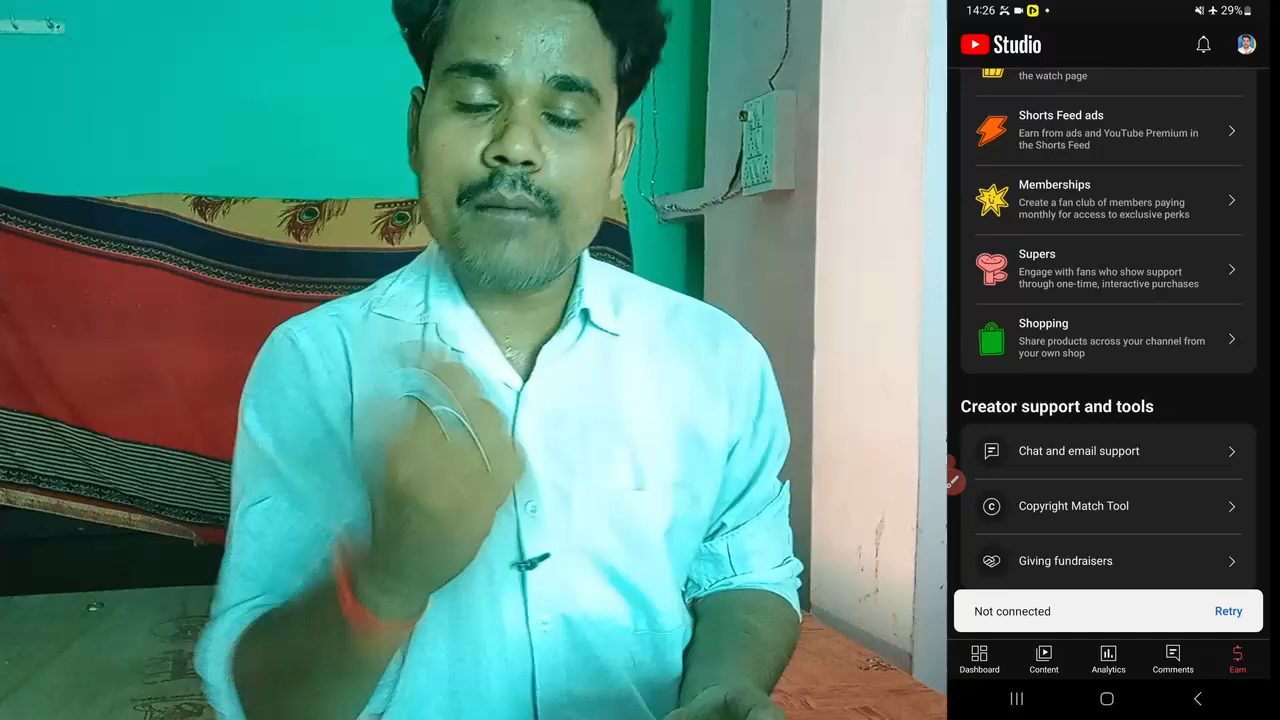 14:26
29%
Studio
the watch page
Shorts Feed ads
Earn from ads and YouTube Premium in
the Shorts Feed
Memberships
Create a fan club of members paying
monthly for access to exclusive perks
Supers
Engage with fans who show support
through one-time, interactive purchases
Shopping
Share products across your channel from
your own shop
Creator support and tools
Chat and email support
Copyright Match Tool
Giving fundraisers
Not connected
Retry
Dashboard
Content
Analytics
Comments
Earn